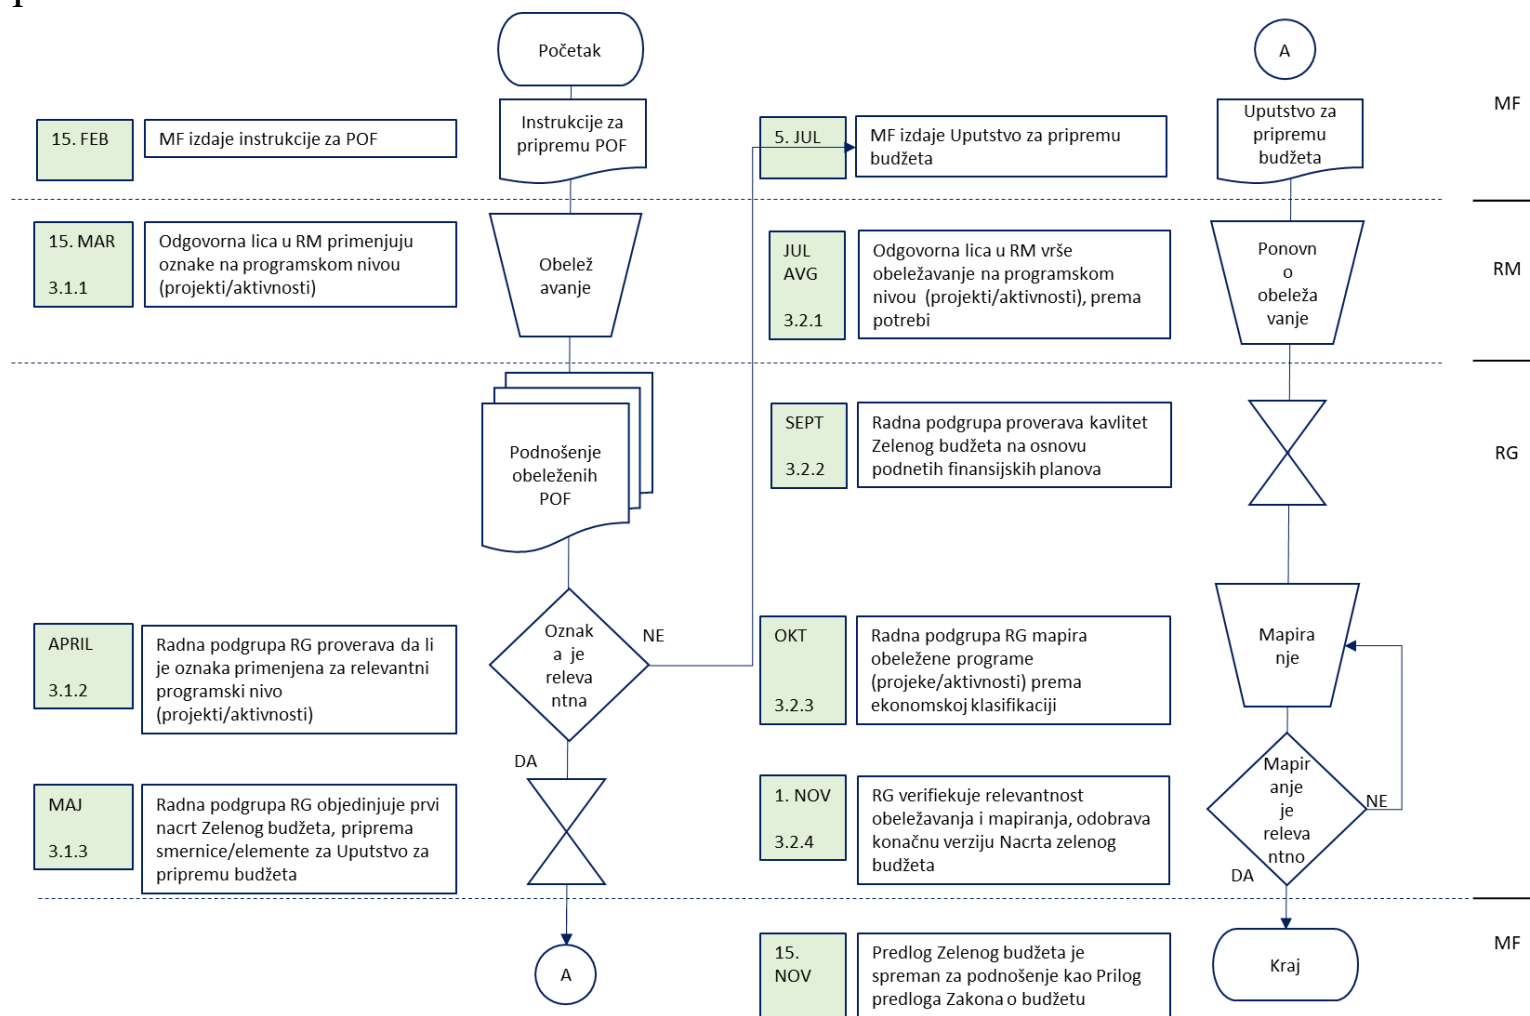 Početak
A
MF
15. FEB
MF izdaje instrukcije za POF
Instrukcije za
pripremu POF
5. JUL
MF izdaje Uputstvo za pripremu
budžeta
Uputstvo za
pripremu
budžeta
15. MAR
3.1.1
Odgovorna lica u RM primenjuju
oznake na programskom nivou
(projekti/aktivnosti)
Obelež
avanje
JUL
AVG
3.2.1
Odgovorna lica u RM vrše
obeležavanje na programskom
nivou (projekti/aktivnosti), prema
potrebi
Ponovn
o
obeleža
vanje
RM
Podnošenje
obeleženih
POF
SEPT
3.2.2
Radna podgrupa proverava kavlitet
Zelenog budžeta na osnovu
podnetih finansijskih planova
RG
APRIL
3.1.2
Radna podgrupa RG proverava da li
je oznaka primenjena za relevantni
programski nivo
(projekti/aktivnosti)
Oznak
a je
releva
ntna
NE
DA
OKT
3.2.3
Radna podgrupa RG mapira
obeležene programe
(projeke/aktivnosti) prema
ekonomskoj klasifikaciji
Mapira
nje
MAJ
3.1.3
Radna podgrupa RG objedinjuje prvi
nacrt Zelenog budžeta, priprema
smernice/elemente za Uputstvo za
pripremu budžeta
1. NOV
3.2.4
RG verifiekuje relevantnost
obeležavanja i mapiranja, odobrava
konačnu verziju Nacrta zelenog
budžeta
Mapir
anje je
releva
ntno
NE
DA
A
15.
NOV
Predlog Zelenog budžeta je
spreman za podnošenje kao Prilog
predloga Zakona o budžetu
Kraj
MF